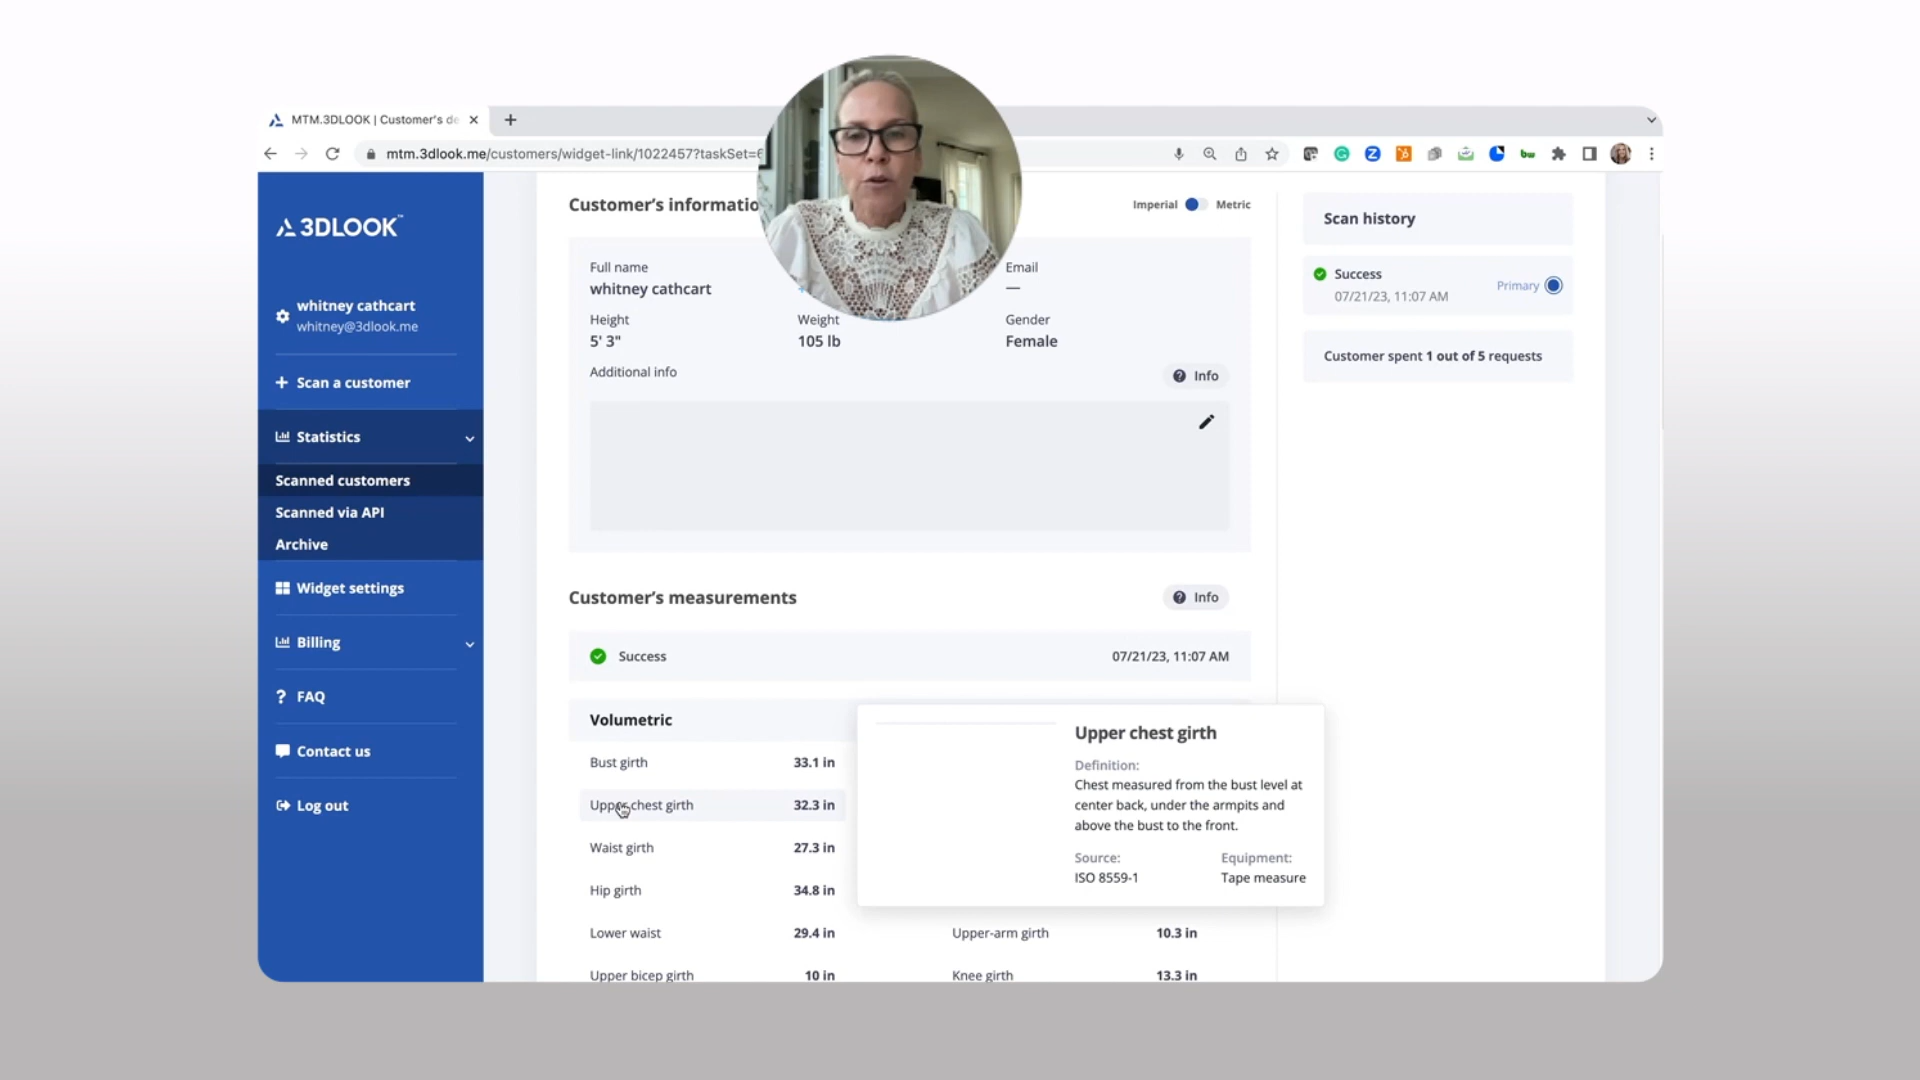 MTM.3DLOOK | Customer's de
mtm.3dlook.me/customers/widget-link/1022457?taskSet=6
3DLOOK™
whitney cathcart
whitney@3dlook.me
Scan a customer
Statistics
Scanned customers
Scanned via API
Archive
Widget settings
Billing
FAQ
Contact us
Log out
Customer's informatio
Imperial Metric
Full name
whitney cathcart
Email
—
Height
5' 3"
Weight
105 lb
Gender
Female
Additional info
Info
Customer's measurements
Info
Success
07/21/23, 11:07 AM
Volumetric
Bust girth 33.1 in
Upper chest girth 32.3 in
Waist girth 27.3 in
Hip girth 34.8 in
Lower waist 29.4 in
Upper-arm girth 10.3 in
Upper bicep girth 10 in
Knee girth 13.3 in
Upper chest girth
Definition:
Chest measured from the bust level at
center back, under the armpits and
above the bust to the front.
Source:
ISO 8559-1
Equipment:
Tape measure
Scan history
Success
07/21/23, 11:07 AM
Primary
Customer spent 1 out of 5 requests